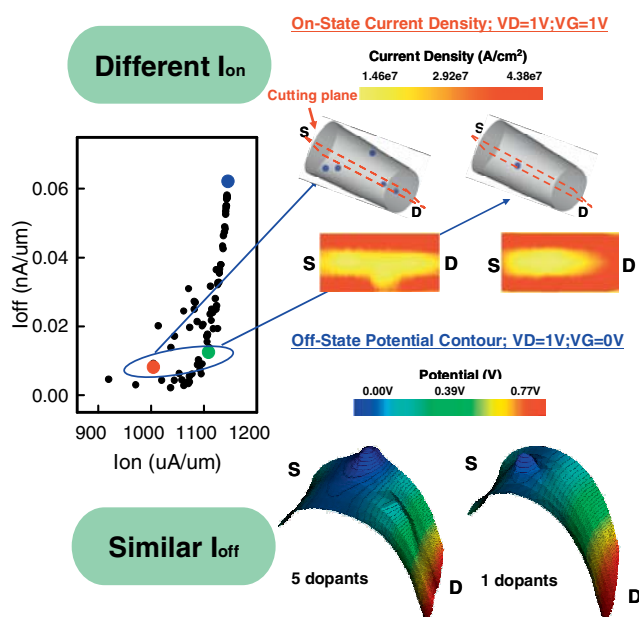 On-State Current Density; VD=1V;VG=1V
Different Ion
Current Density (A/cm²)
1.46e7 2.92e7 4.38e7
Cutting plane
S
D
S
D
S D S D
Ioff (nA/um)
0.06
0.04
0.02
0.00
900 1000 1100 1200
Ion (uA/um)
Off-State Potential Contour; VD=1V;VG=0V
Potential (V)
0.00V 0.39V 0.77V
S
S
Similar Ioff
5 dopants
1 dopants
D
D